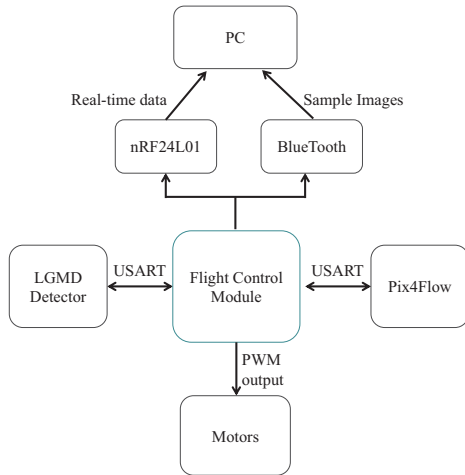 PC
Real-time data
Sample Images
nRF24L01
BlueTooth
LGMD
Detector
USART
Flight Control
Module
USART
Pix4Flow
PWM
output
Motors